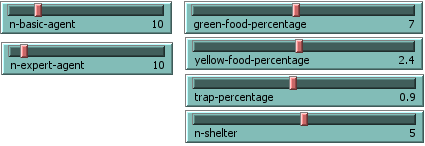 n-basic-agent 10
n-expert-agent 10
green-food-percentage 7
yellow-food-percentage 2.4
trap-percentage 0.9
n-shelter 5